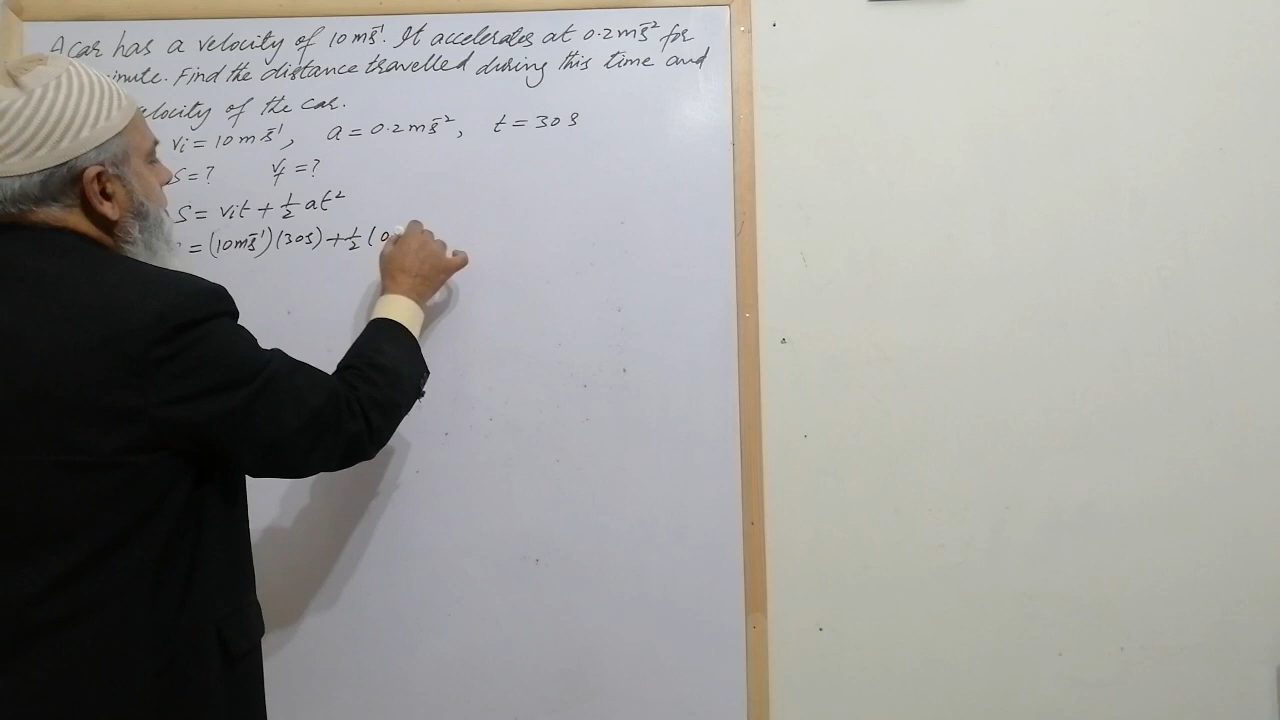 A car has a velocity of 10 ms⁻¹. It accelerates at 0.2 ms⁻² for
minute. Find the distance travelled during this time and
velocity of the car.
vi = 10 ms⁻¹, a = 0.2 ms⁻², t = 30 s
S = ? vf = ?
S = vit + 1/2 at²
= (10 ms⁻¹)(30 s) + 1/2 (0